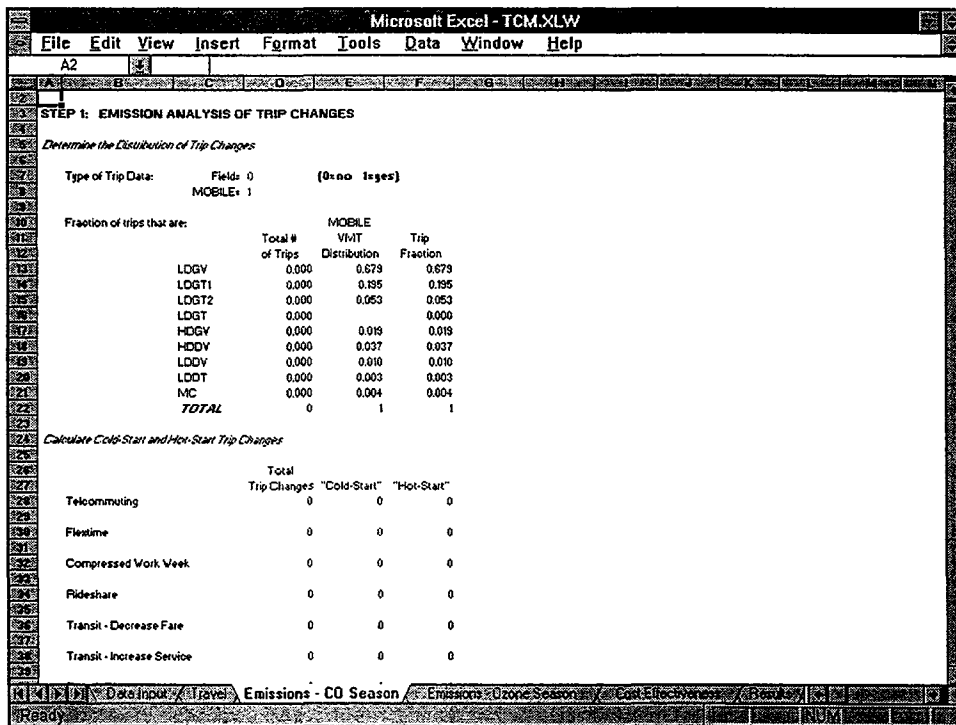 Microsoft Excel - TCM.XLW
File Edit View Insert Format Tools Data Window Help
A2
A B C D E F G
STEP 1: EMISSION ANALYSIS OF TRIP CHANGES
Determine the Distribution of Trip Changes
Type of Trip Data: Field= 0 (0=no 1=yes)
MOBILE= 1
Fraction of trips that are: MOBILE
Total # VMT Trip
of Trips Distribution Fraction
LDGV 0.000 0.679 0.679
LDGT1 0.000 0.195 0.195
LDGT2 0.000 0.053 0.053
LDGT 0.000 0.000
HDGV 0.000 0.019 0.019
HDDV 0.000 0.037 0.037
LDDV 0.000 0.010 0.010
LDDT 0.000 0.003 0.003
MC 0.000 0.004 0.004
TOTAL 0 1 1
Calculate Cold-Start and Hot-Start Trip Changes
Total
Trip Changes "Cold-Start" "Hot-Start"
Telcommuting 0 0 0
Flextime 0 0 0
Compressed Work Week 0 0 0
Rideshare 0 0 0
Transit - Decrease Fare 0 0 0
Transit - Increase Service 0 0 0
Data Input Travel Emissions - CO Season Emissions - Ozone Season Cost Effectiveness Results
Ready NUM